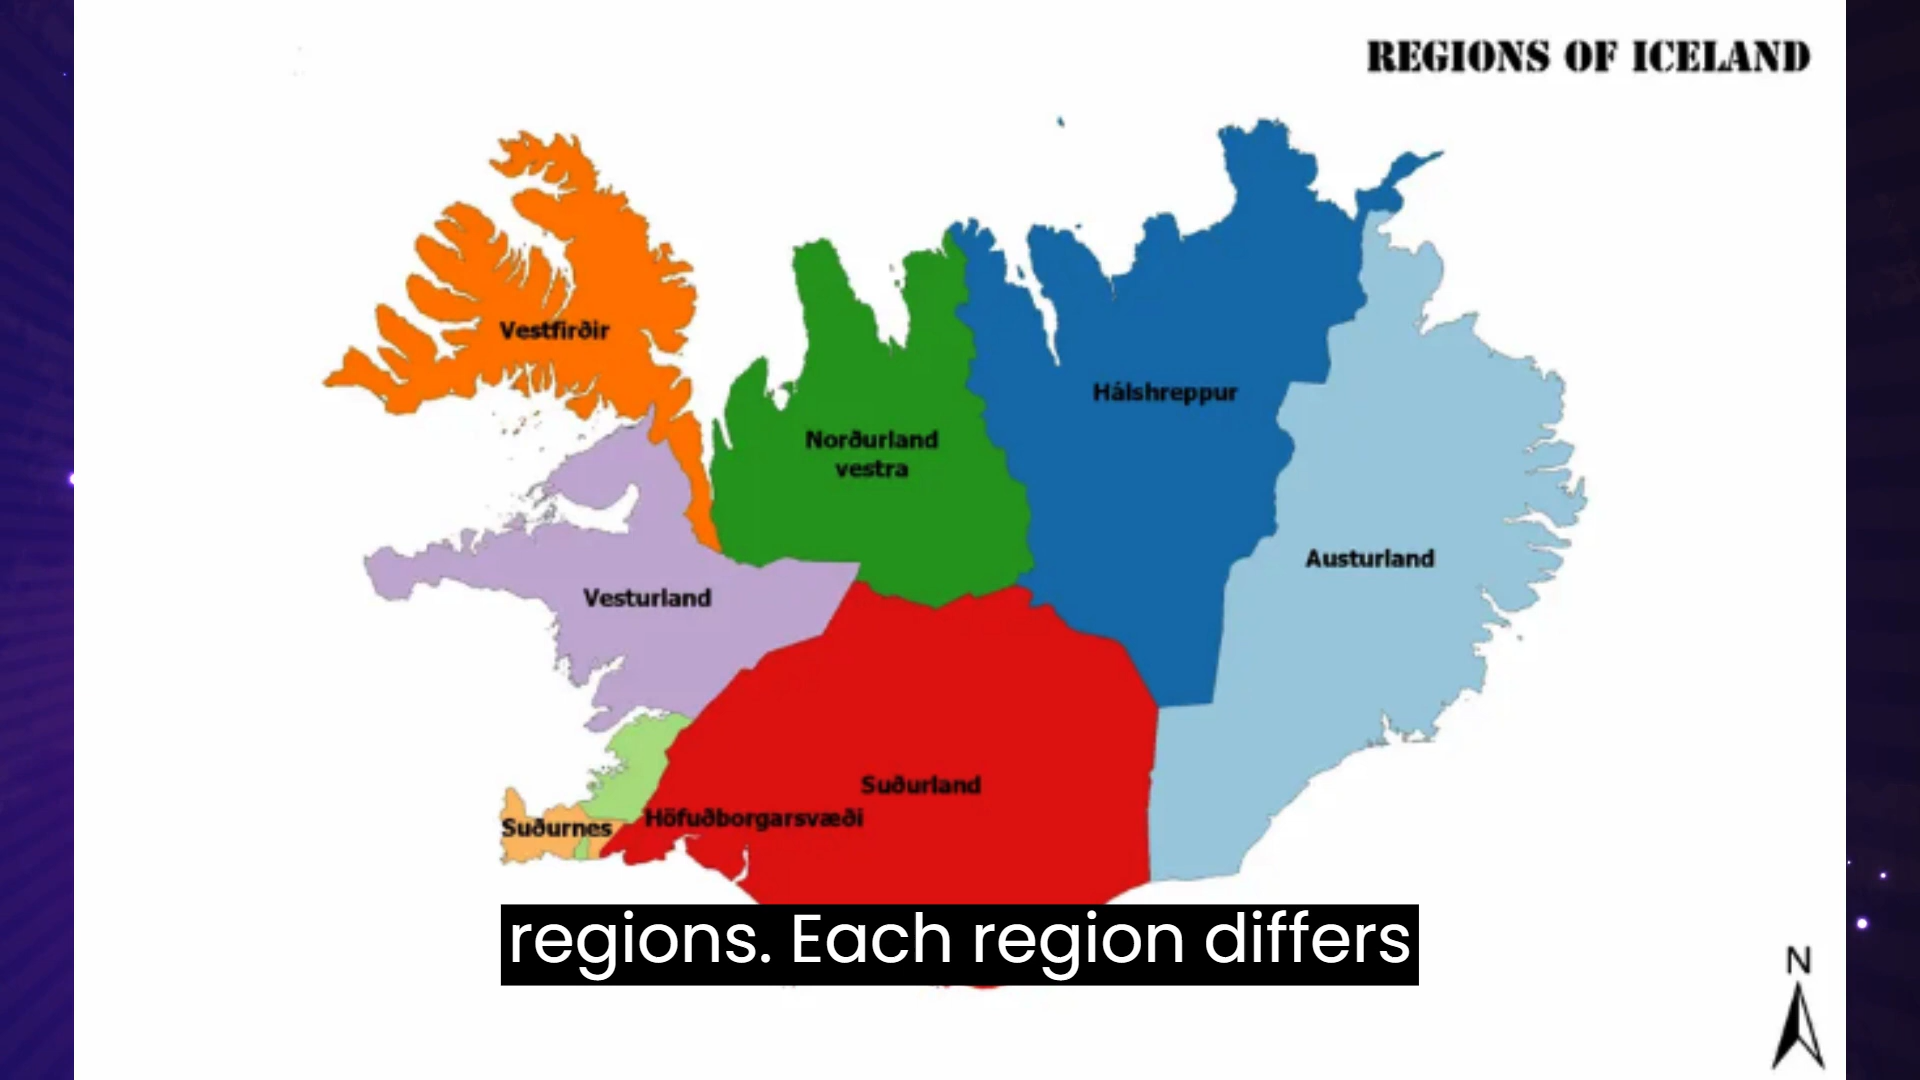 REGIONS OF ICELAND
Vestfirðir
Hálshreppur
Norðurland
vestra
Austurland
Vesturland
Suðurland
Höfuðborgarsvæði
Suðurnes
regions. Each region differs
N